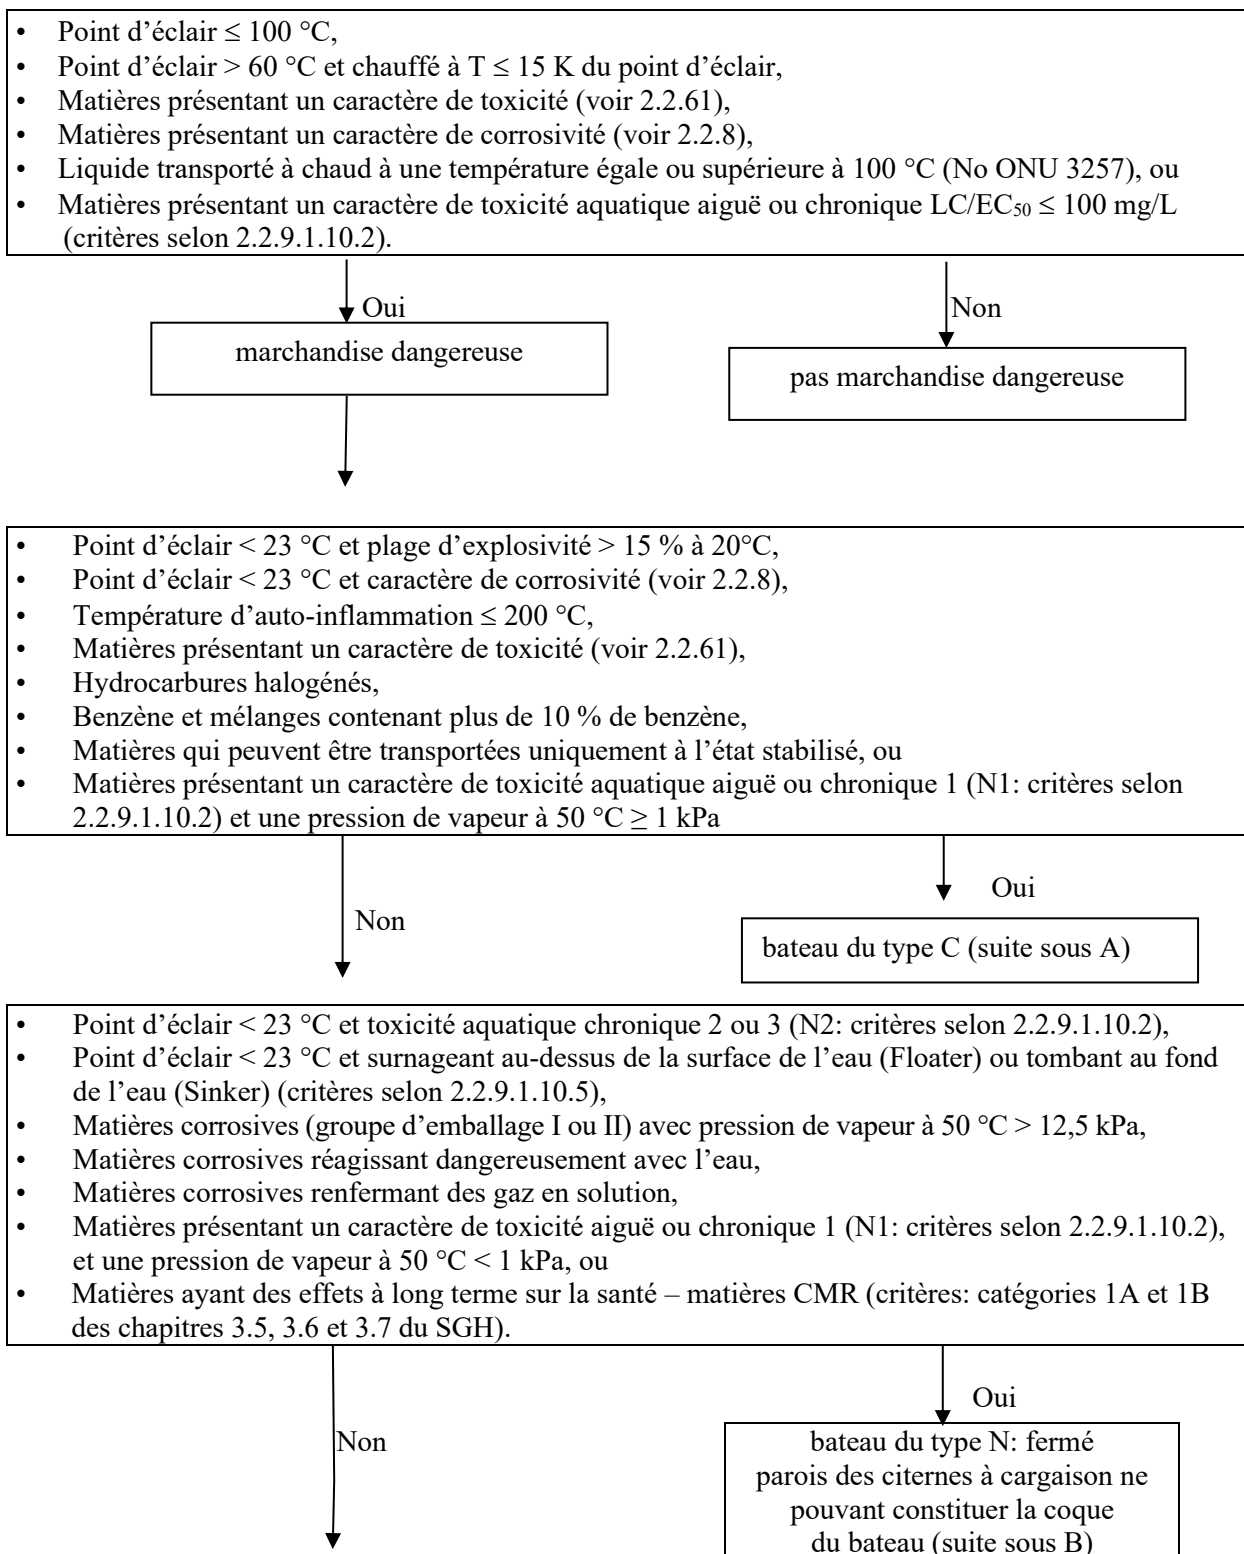 • Point d’éclair ≤ 100 °C,
• Point d’éclair > 60 °C et chauffé à T ≤ 15 K du point d’éclair,
• Matières présentant un caractère de toxicité (voir 2.2.61),
• Matières présentant un caractère de corrosivité (voir 2.2.8),
• Liquide transporté à chaud à une température égale ou supérieure à 100 °C (No ONU 3257), ou
• Matières présentant un caractère de toxicité aquatique aiguë ou chronique LC/EC₅₀ ≤ 100 mg/L
(critères selon 2.2.9.1.10.2).
Oui
Non
marchandise dangereuse
pas marchandise dangereuse
• Point d’éclair < 23 °C et plage d’explosivité > 15 % à 20°C,
• Point d’éclair < 23 °C et caractère de corrosivité (voir 2.2.8),
• Température d’auto-inflammation ≤ 200 °C,
• Matières présentant un caractère de toxicité (voir 2.2.61),
• Hydrocarbures halogénés,
• Benzène et mélanges contenant plus de 10 % de benzène,
• Matières qui peuvent être transportées uniquement à l’état stabilisé, ou
• Matières présentant un caractère de toxicité aquatique aiguë ou chronique 1 (N1: critères selon
2.2.9.1.10.2) et une pression de vapeur à 50 °C ≥ 1 kPa
Oui
Non
bateau du type C (suite sous A)
• Point d’éclair < 23 °C et toxicité aquatique chronique 2 ou 3 (N2: critères selon 2.2.9.1.10.2),
• Point d’éclair < 23 °C et surnageant au-dessus de la surface de l’eau (Floater) ou tombant au fond
de l’eau (Sinker) (critères selon 2.2.9.1.10.5),
• Matières corrosives (groupe d’emballage I ou II) avec pression de vapeur à 50 °C > 12,5 kPa,
• Matières corrosives réagissant dangereusement avec l’eau,
• Matières corrosives renfermant des gaz en solution,
• Matières présentant un caractère de toxicité aiguë ou chronique 1 (N1: critères selon 2.2.9.1.10.2),
et une pression de vapeur à 50 °C < 1 kPa, ou
• Matières ayant des effets à long terme sur la santé – matières CMR (critères: catégories 1A et 1B
des chapitres 3.5, 3.6 et 3.7 du SGH).
Oui
Non
bateau du type N: fermé
parois des citernes à cargaison ne
pouvant constituer la coque
du bateau (suite sous B)